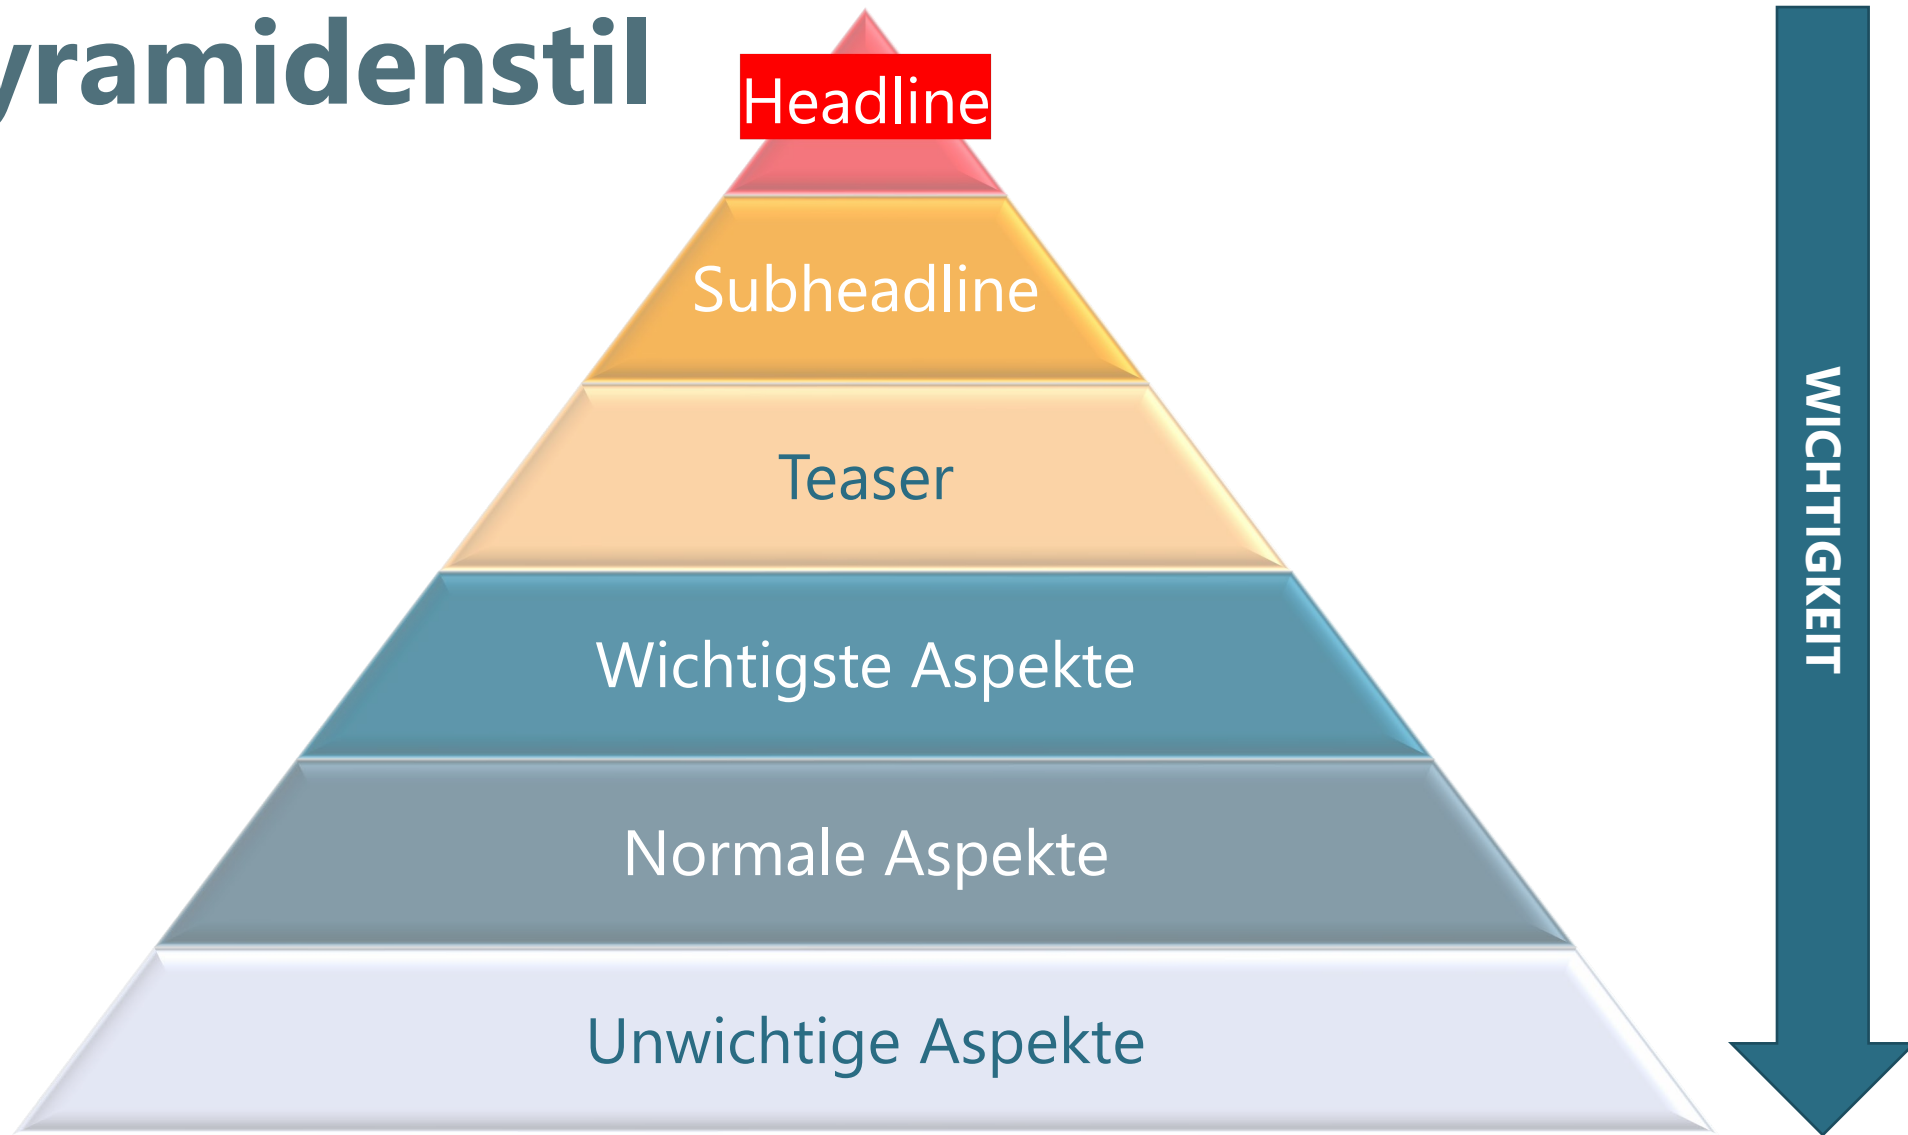 yramidenstil
Headline
Subheadline
Teaser
Wichtigste Aspekte
Normale Aspekte
Unwichtige Aspekte
WICHTIGKEIT